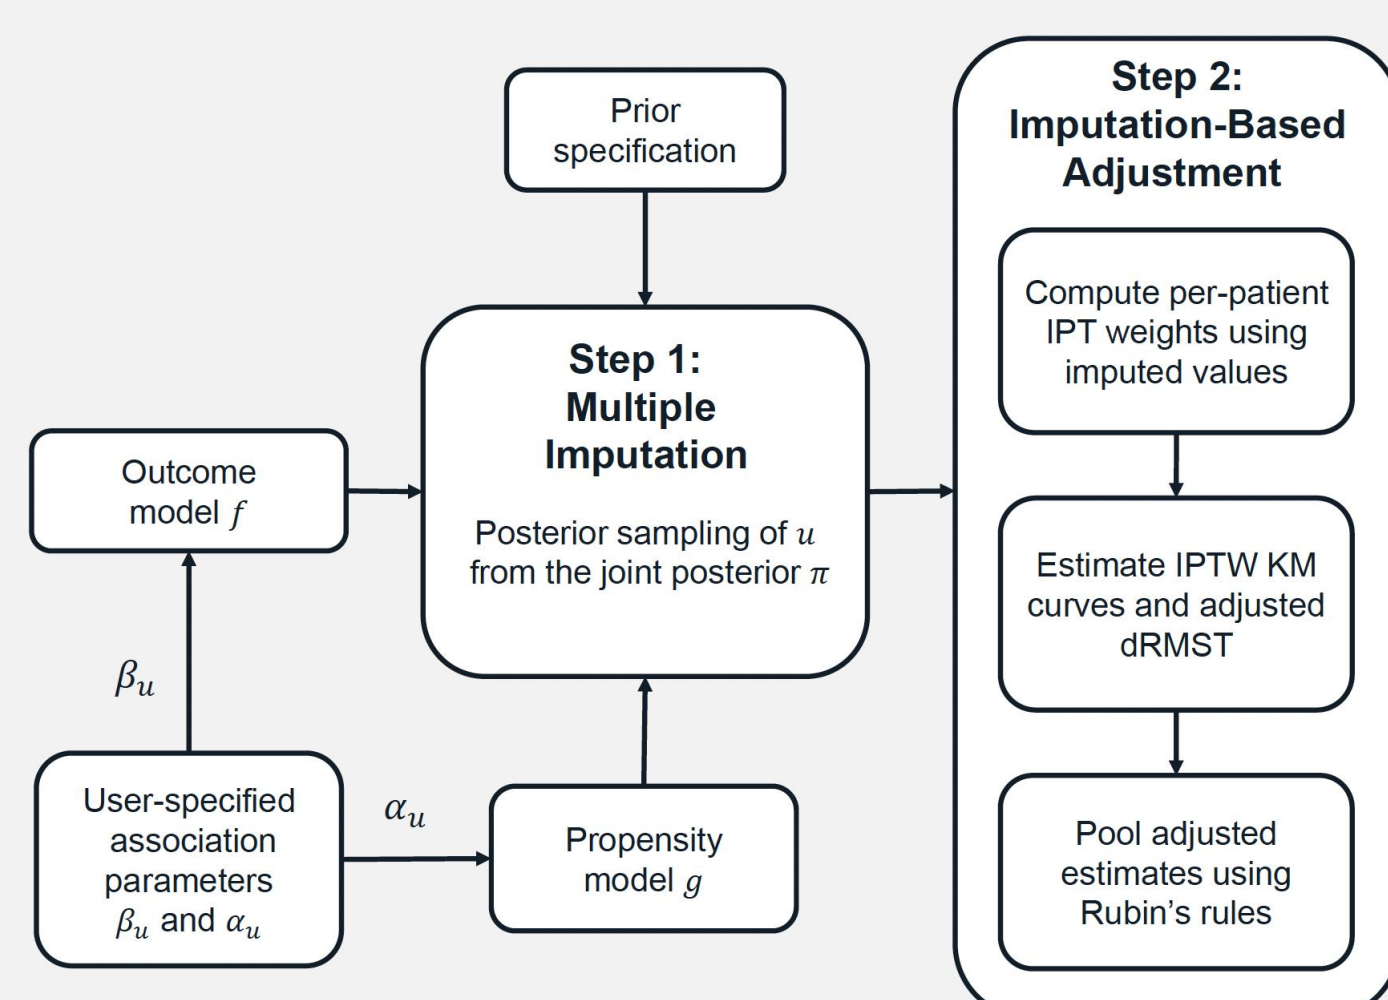 Prior
specification
Step 1:
Multiple
Imputation
Posterior sampling of u
from the joint posterior π
Outcome
model f
β_u
User-specified
association
parameters
β_u and α_u
α_u
Propensity
model g
Step 2:
Imputation-Based
Adjustment
Compute per-patient
IPT weights using
imputed values
Estimate IPTW KM
curves and adjusted
dRMST
Pool adjusted
estimates using
Rubin’s rules